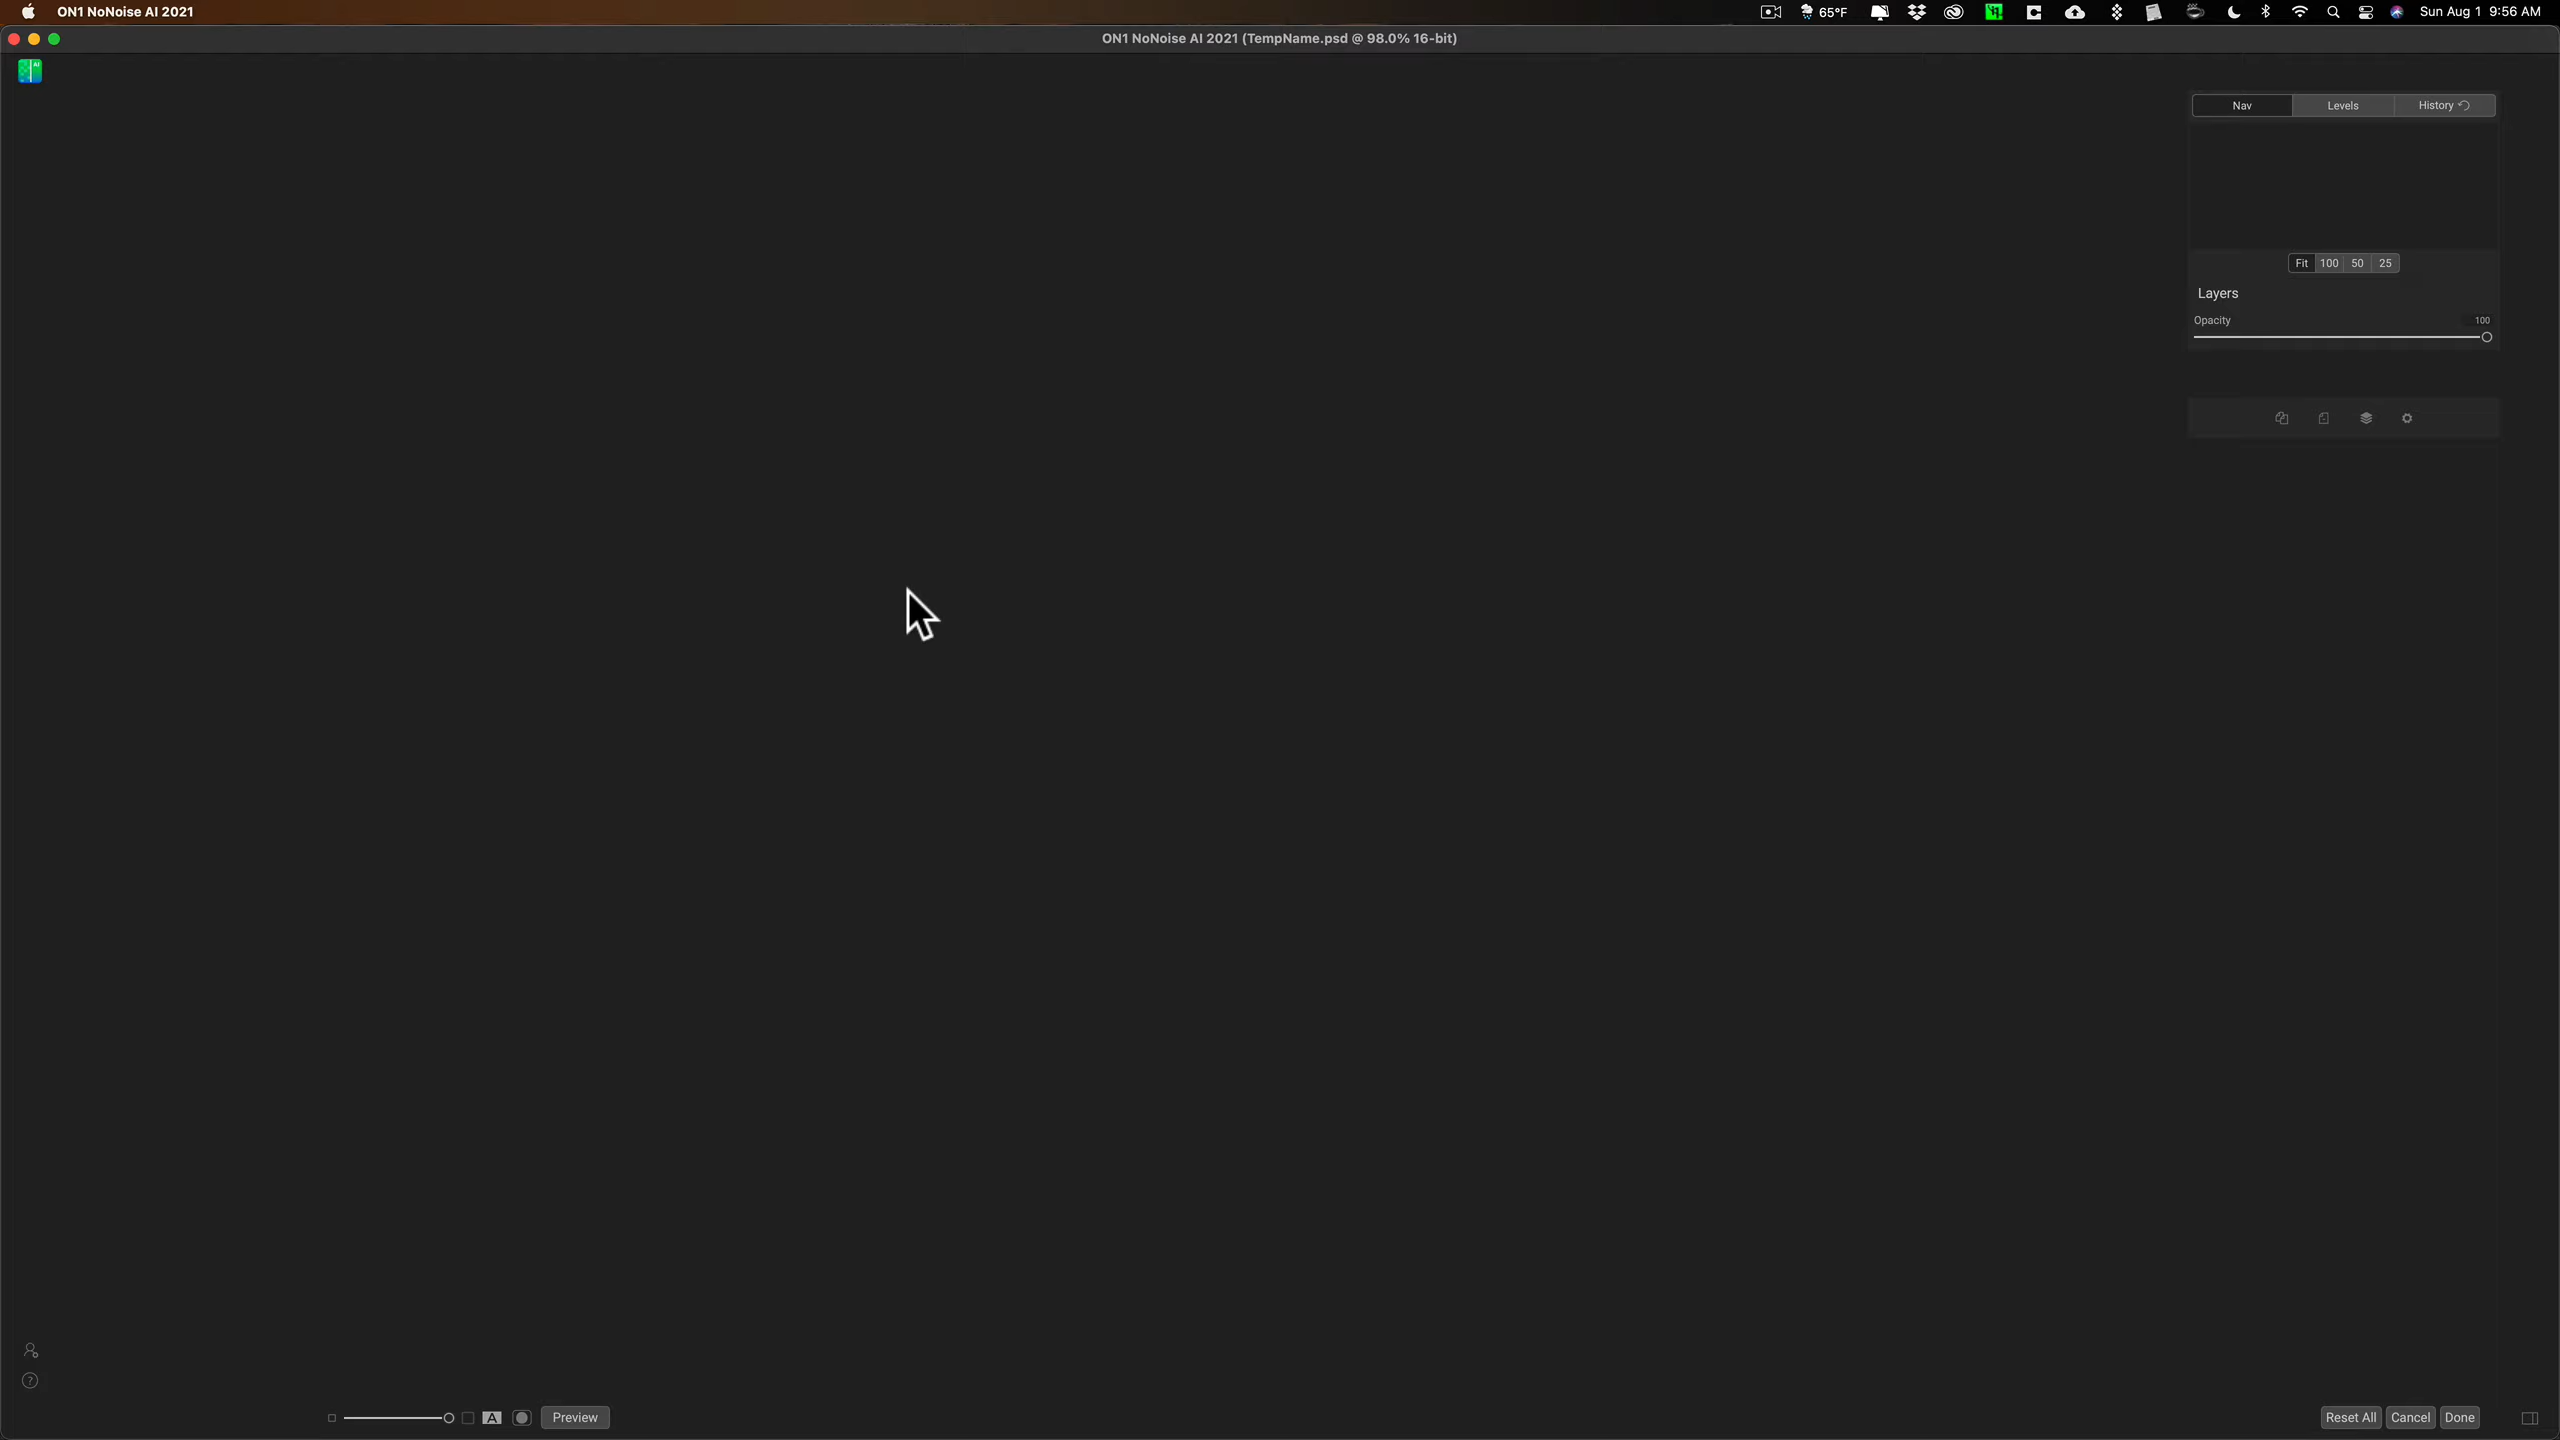 ON1 NoNoise AI 2021
65°F
Sun Aug 1 9:56 AM
ON1 NoNoise AI 2021 (TempName.psd @ 98.0% 16-bit)
AI
Nav
Levels
History
Fit
100
50
25
Layers
Opacity
100
?
A
Preview
Reset All
Cancel
Done